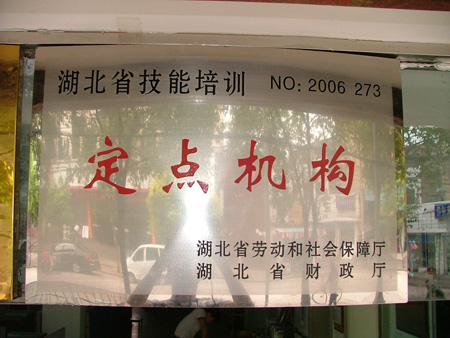 湖北省技能培训 NO: 2006 273
定点机构
湖北省劳动和社会保障厅
湖北省财政厅